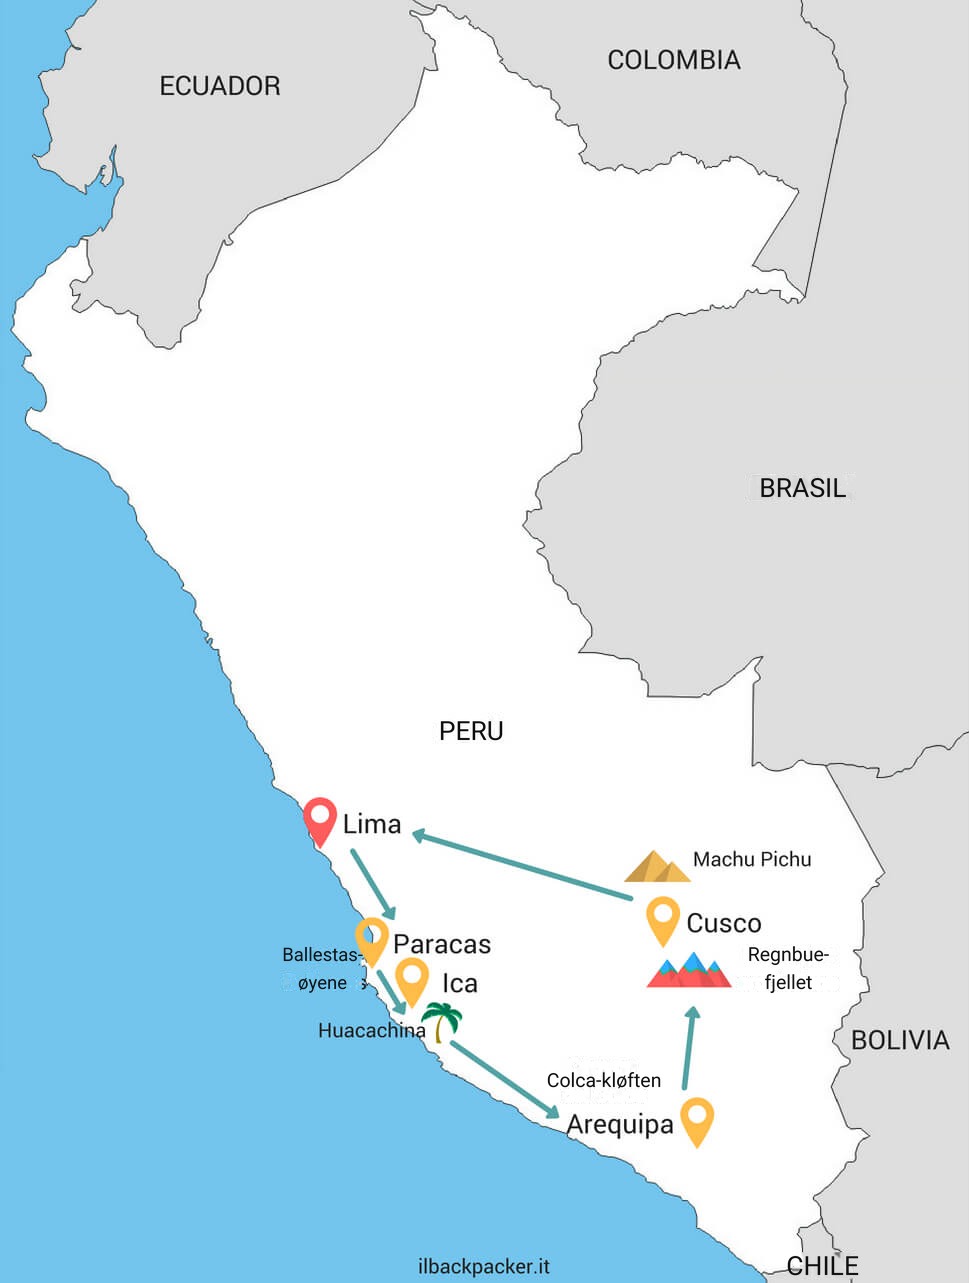 COLOMBIA
ECUADOR
BRASIL
PERU
Lima
Machu Pichu
Cusco
Paracas
Ballestas-
øyene
Regnbue-
fjellet
Ica
Huacachina
BOLIVIA
Colca-kløften
Arequipa
ilbackpacker.it
CHILE